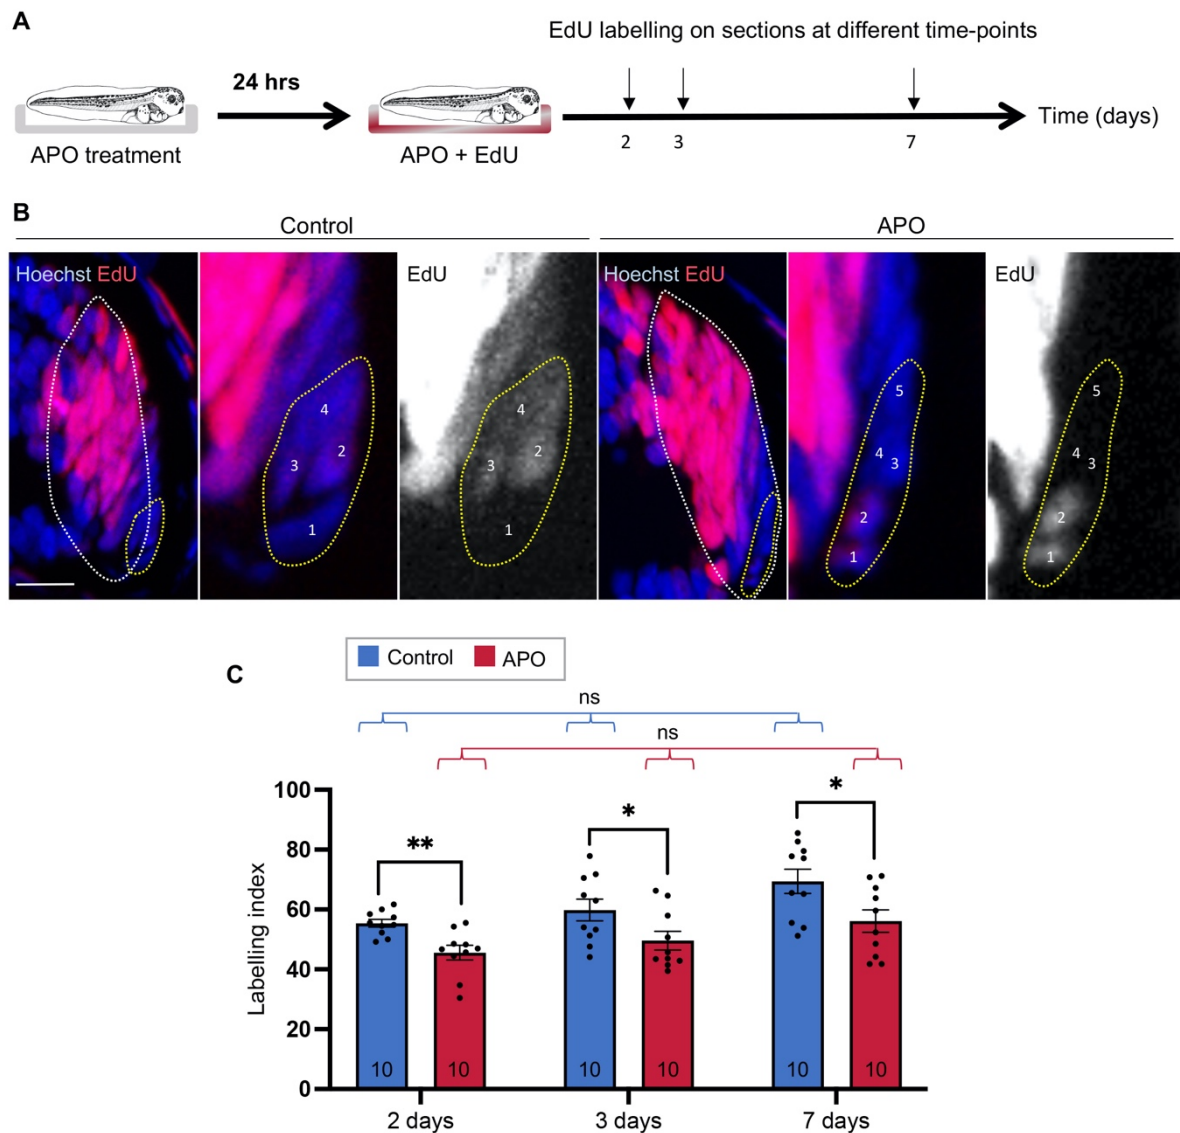 A
EdU labelling on sections at different time-points
24 hrs
Time (days)
APO treatment
APO + EdU
2
3
7
B
Control
APO
Hoechst EdU
EdU
Hoechst EdU
EdU
4
2
3
1
4
2
3
1
5
4
3
2
1
5
4
3
2
1
Control
APO
C
ns
ns
Labelling index
100
80
60
40
20
0
**
*
*
10
10
10
10
10
10
2 days
3 days
7 days